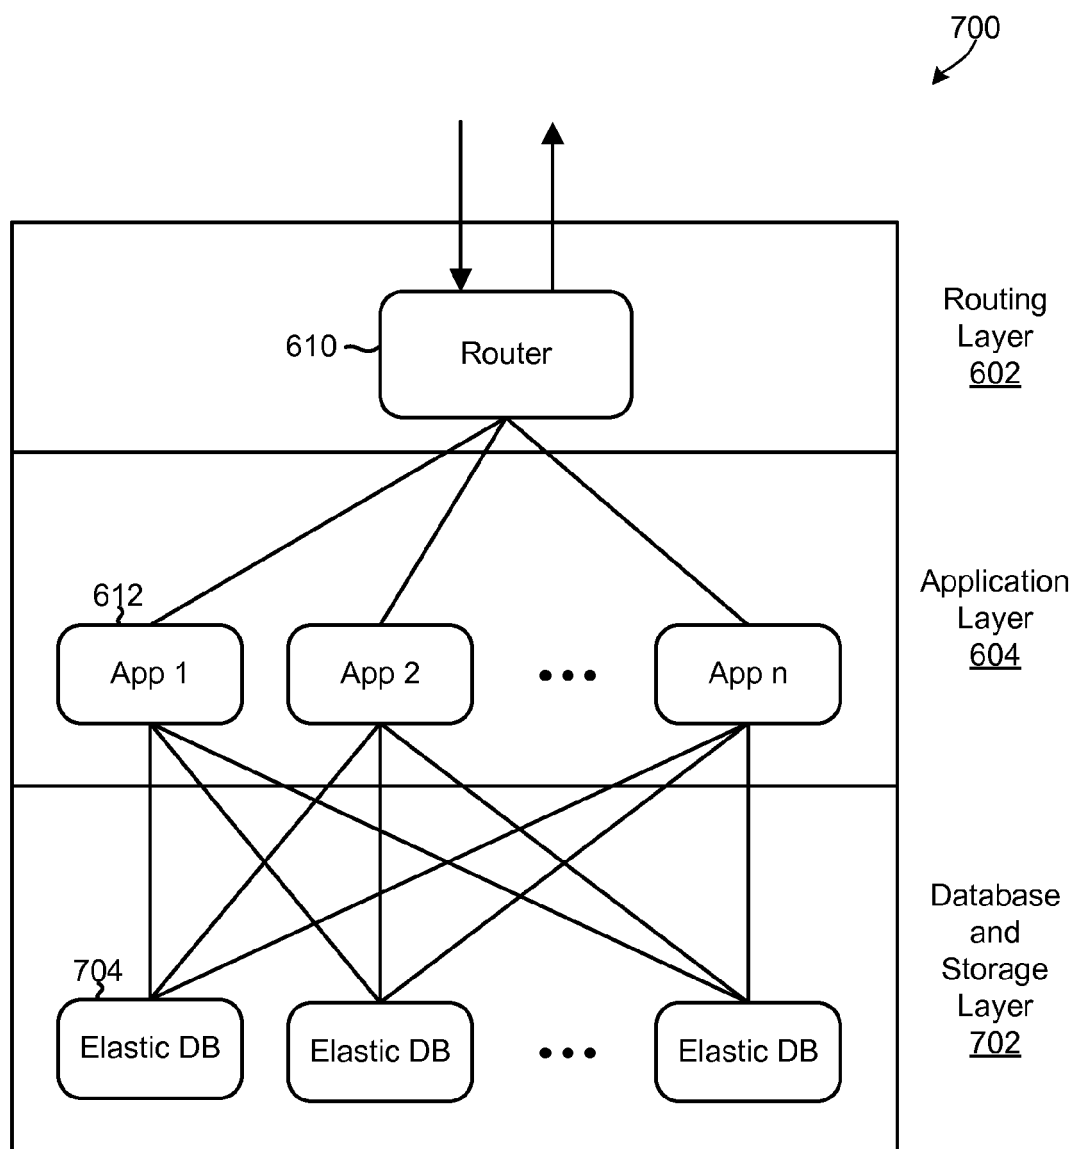 700
Routing
Layer
602
610
Router
612
App 1
App 2
App n
Application
Layer
604
704
Elastic DB
Elastic DB
Elastic DB
Database
and
Storage
Layer
702